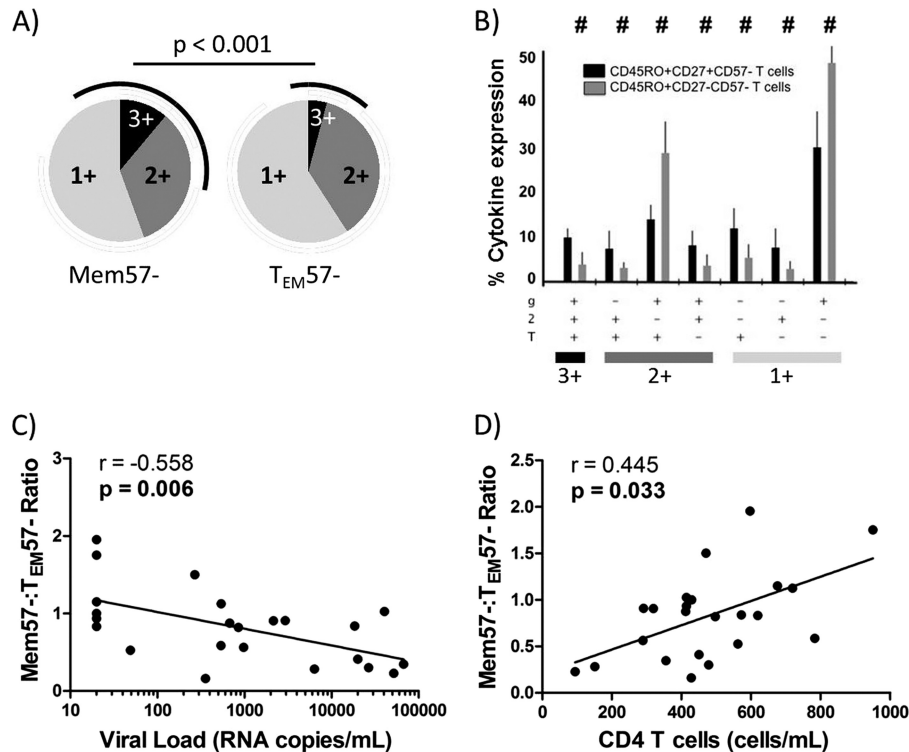 A)
p < 0.001
3+
1+
2+
Mem57-
3+
1+
2+
TEM57-
B)
# # # # # # #
CD45RO+CD27+CD57- T cells
CD45RO+CD27-CD57- T cells
% Cytokine expression
50
40
30
20
10
0
g + - + + - - +
2 + + - + - + -
T + + + - + - -
3+ 2+ 1+
C)
r = -0.558
p = 0.006
Mem57-:TEM57- Ratio
3
2
1
0
10 100 1000 10000 100000
Viral Load (RNA copies/mL)
D)
r = 0.445
p = 0.033
Mem57-:TEM57- Ratio
2.5
2.0
1.5
1.0
0.5
0.0
0 200 400 600 800 1000
CD4 T cells (cells/mL)